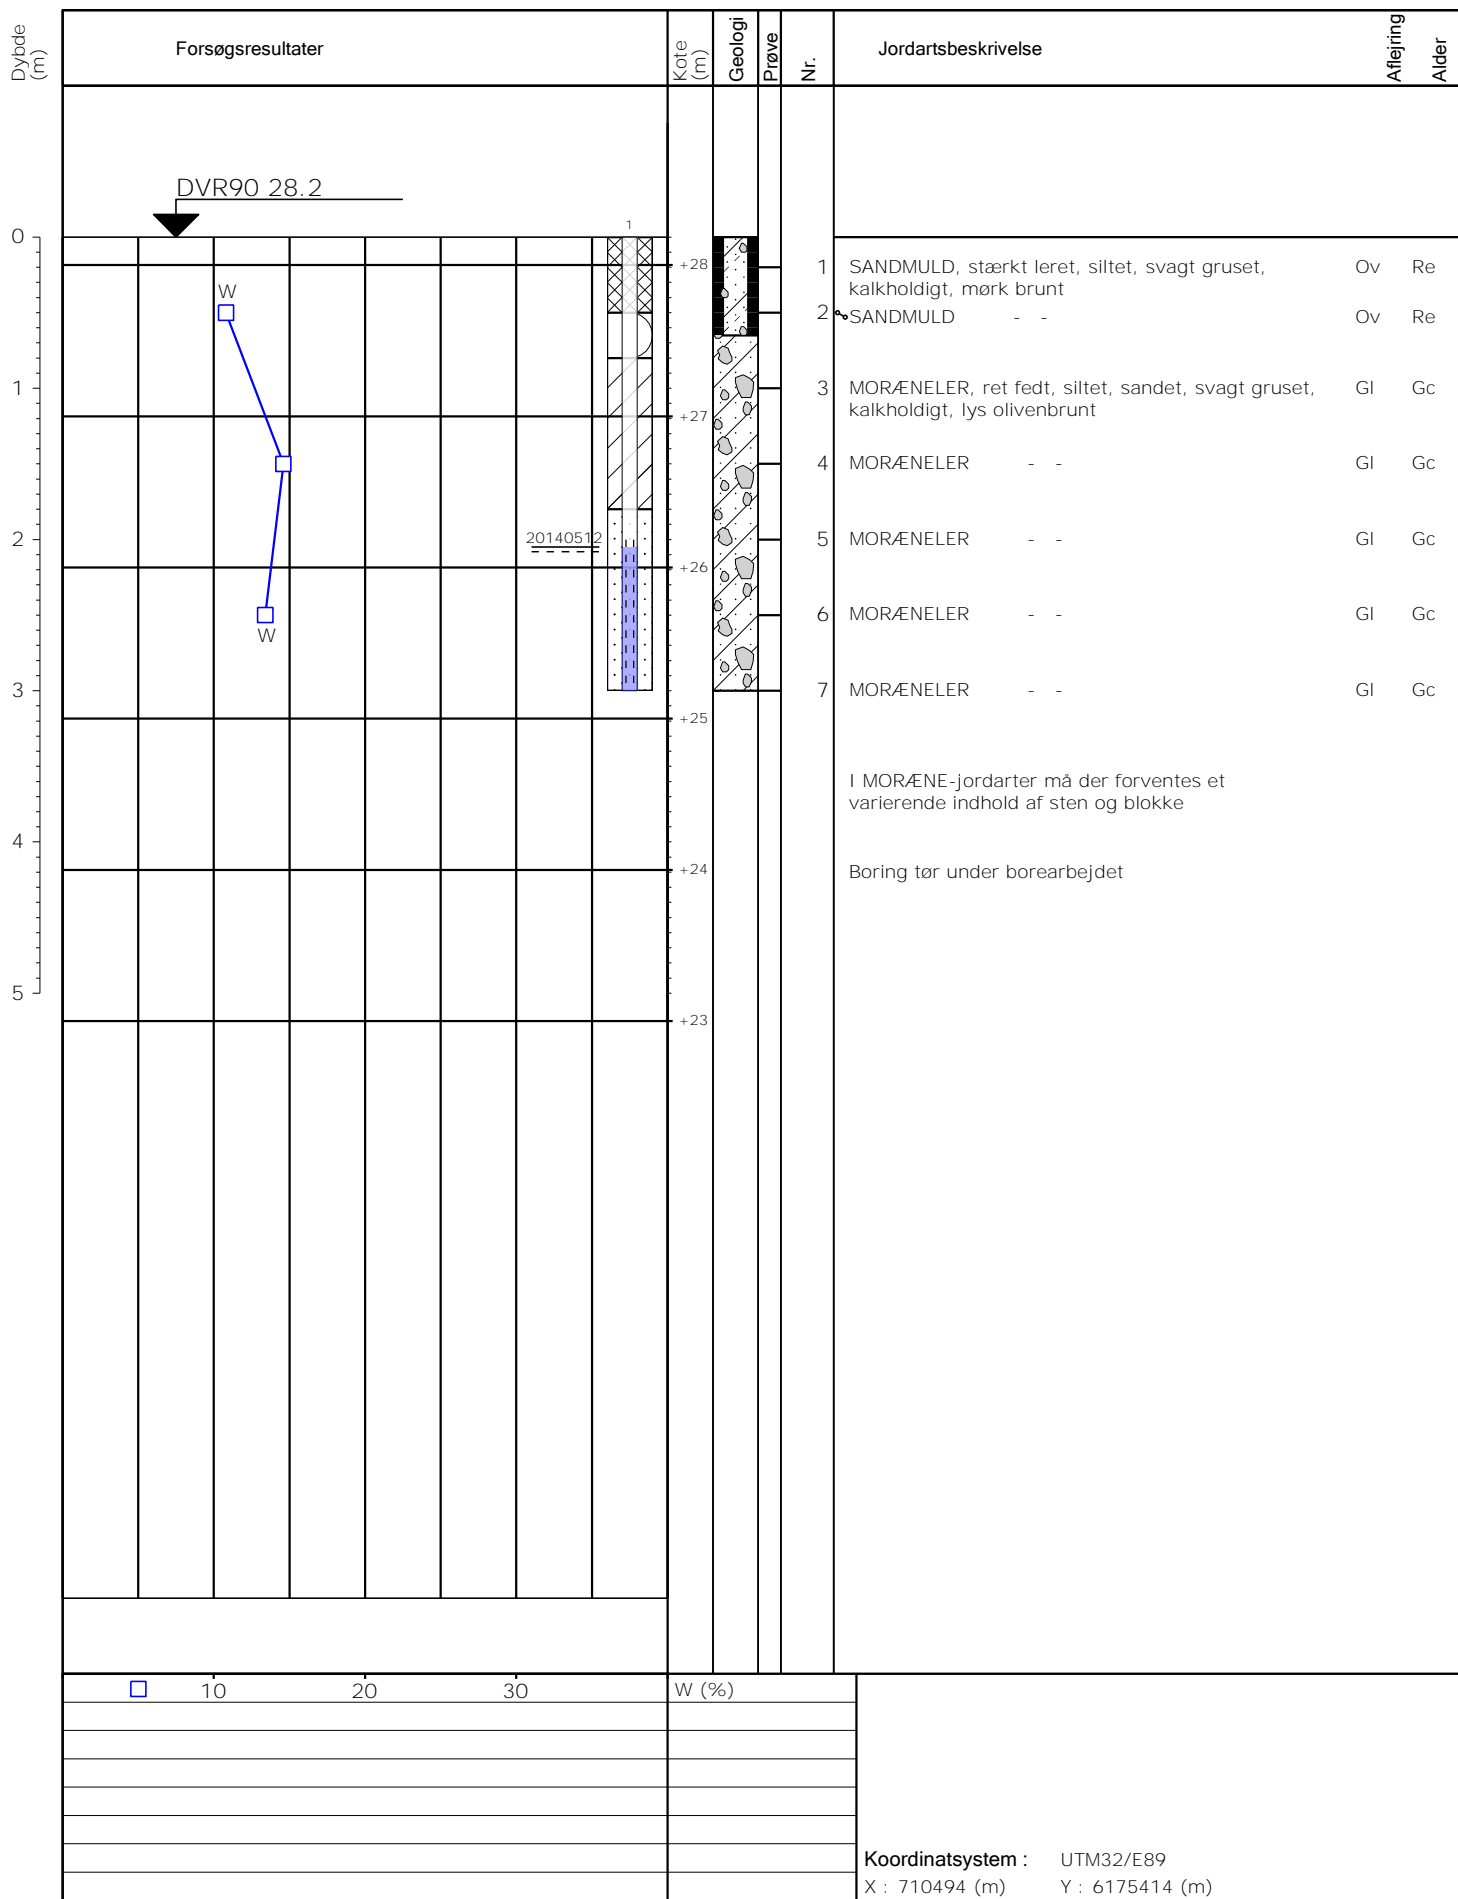 Dybde (m)
Forsøgsresultater
Kote (m)
Geologi
Prøve
Nr.
Jordartsbeskrivelse
Aflejring
Alder
DVR90 28.2
1
0
1
2
3
4
5
W
W
20140512
+28
+27
+26
+25
+24
+23
1 SANDMULD, stærkt leret, siltet, svagt gruset, Ov Re
kalkholdigt, mørk brunt
2 SANDMULD - - Ov Re
3 MORÆNELER, ret fedt, siltet, sandet, svagt gruset, Gl Gc
kalkholdigt, lys olivenbrunt
4 MORÆNELER - - Gl Gc
5 MORÆNELER - - Gl Gc
6 MORÆNELER - - Gl Gc
7 MORÆNELER - - Gl Gc
I MORÆNE-jordarter må der forventes et
varierende indhold af sten og blokke
Boring tør under borearbejdet
10 20 30 W (%)
Koordinatsystem : UTM32/E89
X : 710494 (m) Y : 6175414 (m)